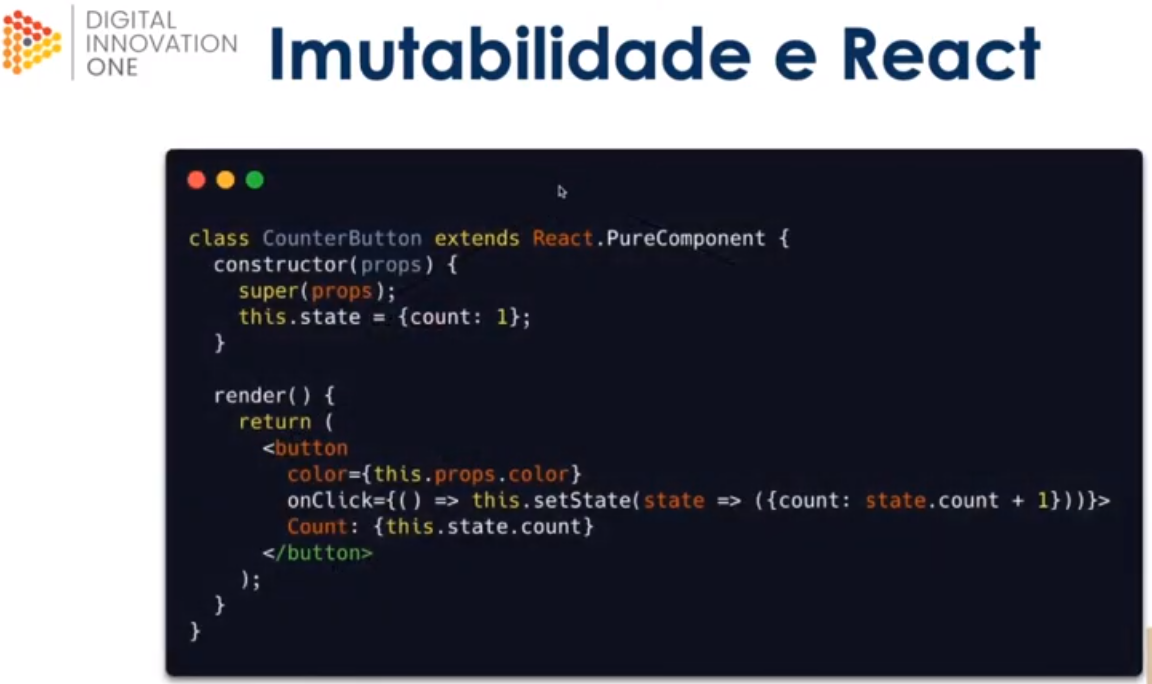 DIGITAL
INNOVATION
ONE
Imutabilidade e React
class CounterButton extends React.PureComponent {
  constructor(props) {
    super(props);
    this.state = {count: 1};
  }
  render() {
    return (
      <button
        color={this.props.color}
        onClick={() => this.setState(state => ({count: state.count + 1}))}>
        Count: {this.state.count}
      </button>
    );
  }
}